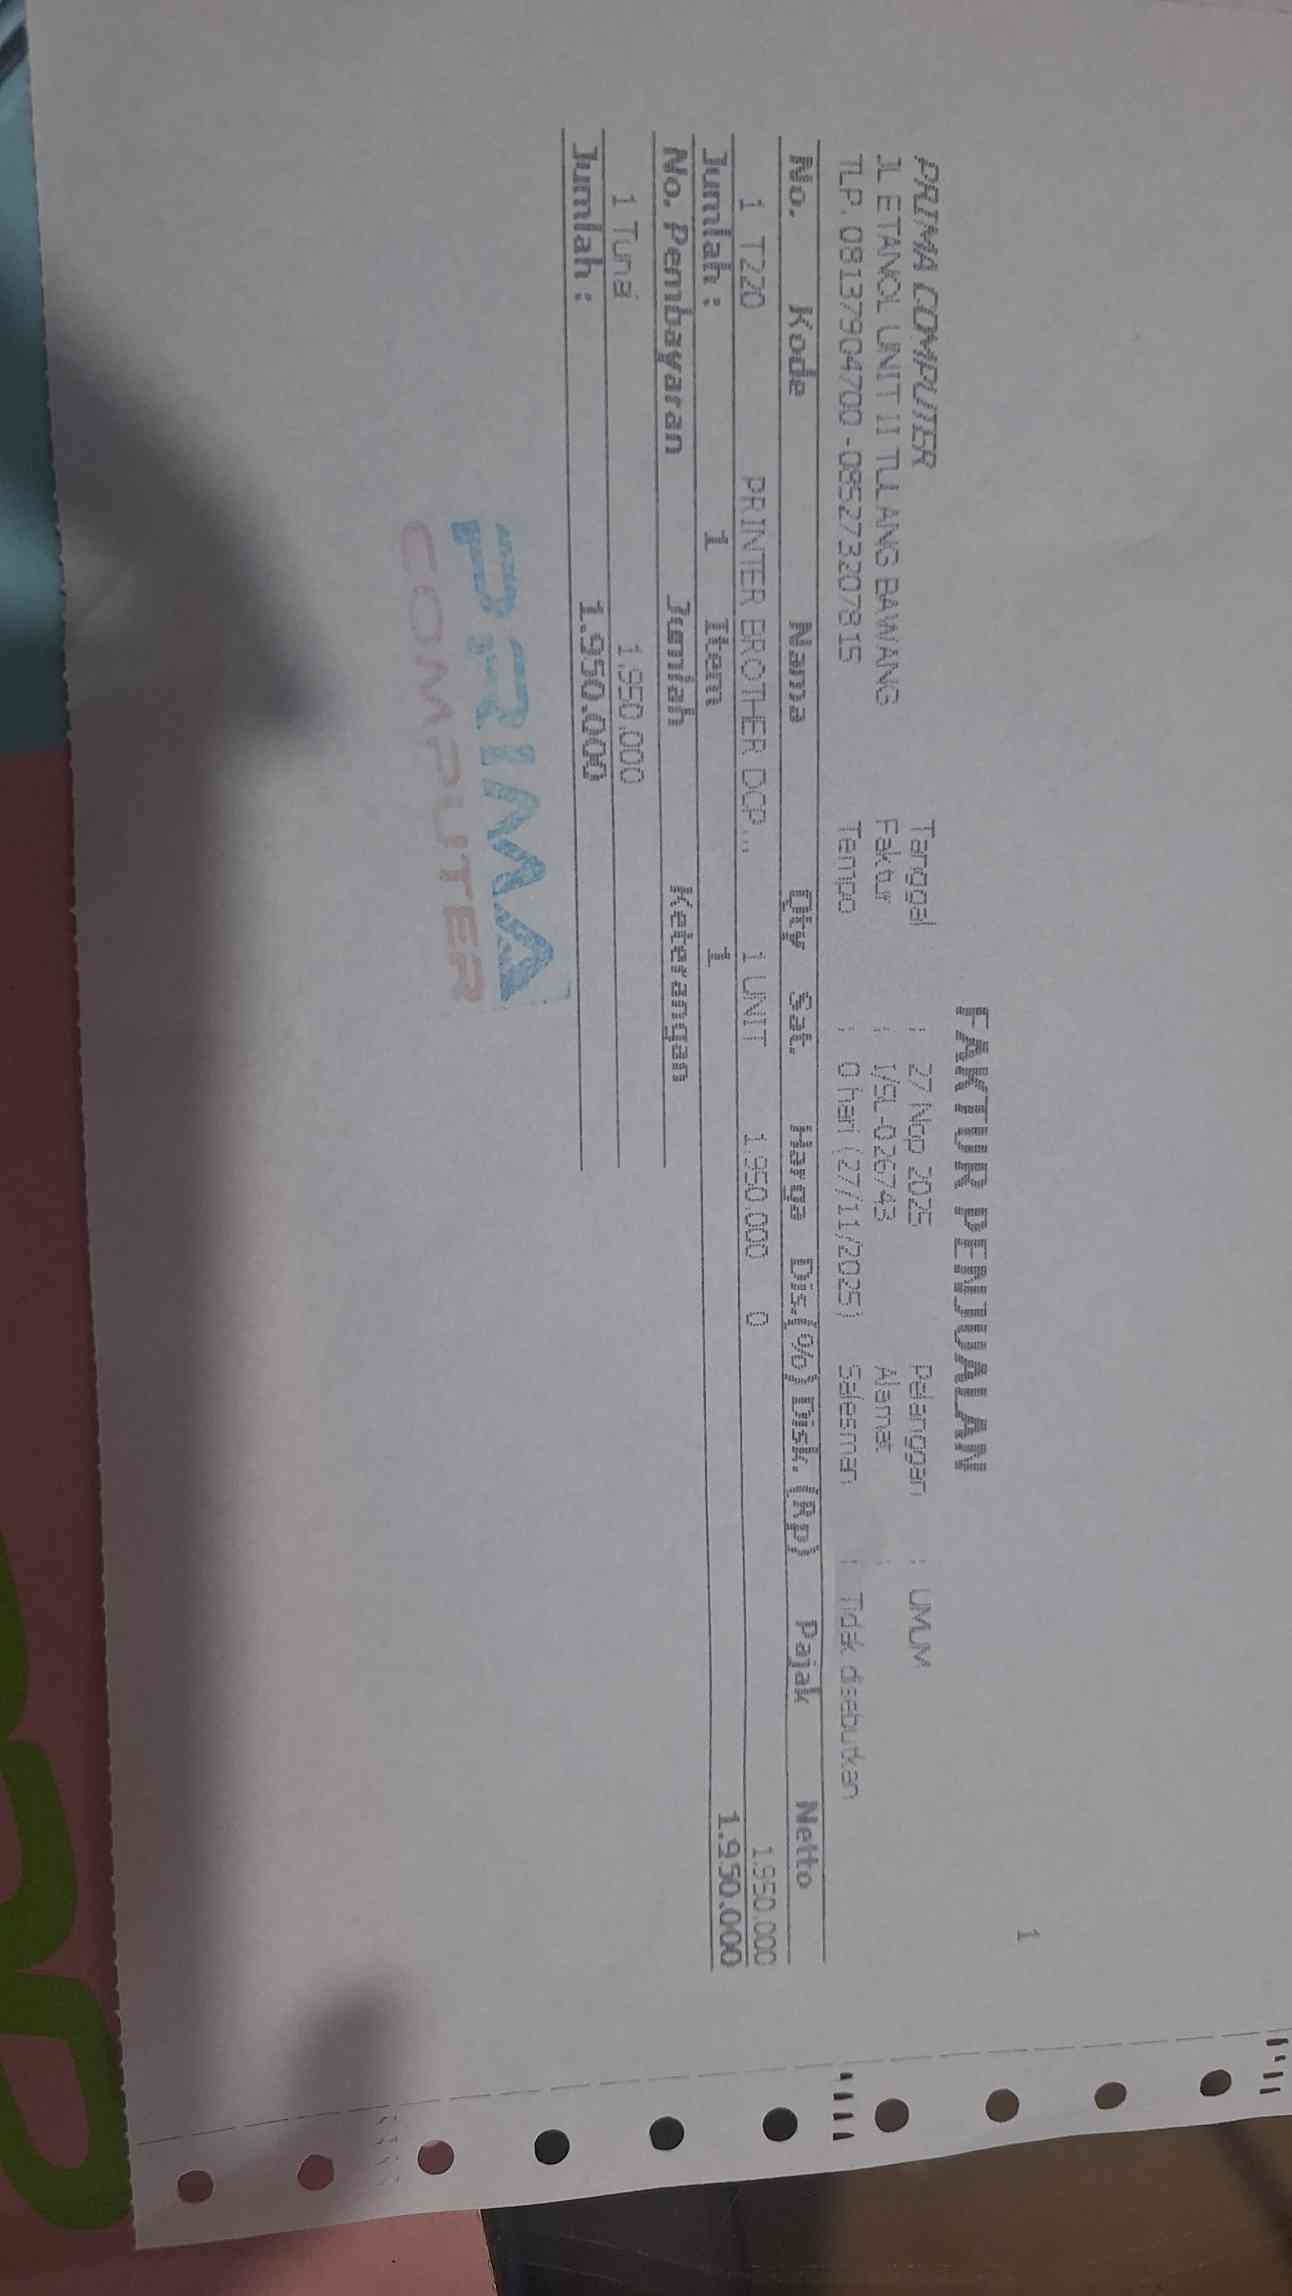 1
FAKTUR PENJUALAN
PRIMA COMPUTER Tanggal : 27 Nop 2025 Pelanggan : UMUM
JL ETANOL UNIT II TULANG BAWANG Faktur : 1/SL-026743 Alamat :
TLP. 08137904700 -085273207815 Tempo : 0 hari (27/11/2025) Salesman : Tidak disebutkan
No. Kode Nama Qty Sat. Harga Dis.(%) Disk. (Rp) Pajak Netto
1 T220 PRINTER BROTHER DCP... 1 UNIT 1.950.000 0 1.950.000
Jumlah : 1 Item 1 1.950.000
No. Pembayaran Jumlah Keterangan
1 Tunai 1.950.000
Jumlah : 1.950.000
PRIMA
COMPUTER